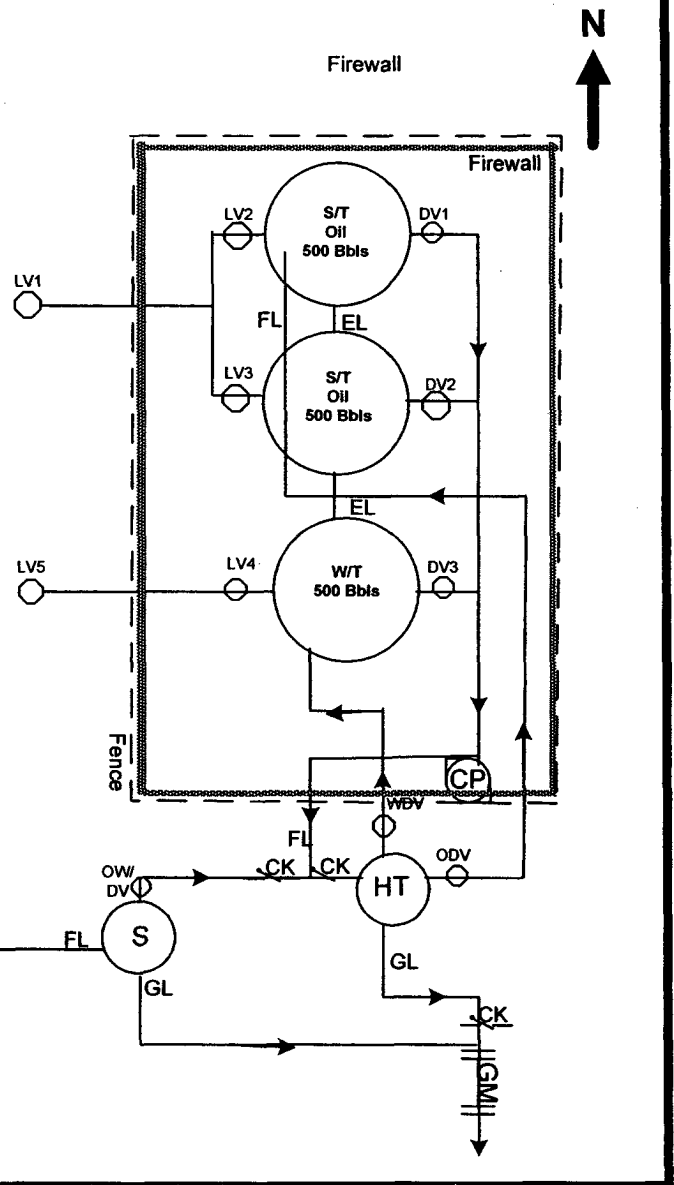 N
Firewall
Firewall
LV2
S/T
Oil
500 Bbls
DV1
LV1
FL
EL
LV3
S/T
Oil
500 Bbls
DV2
EL
LV5
LV4
W/T
500 Bbls
DV3
Fence
CP
WDV
FL
OW/
DV
CK
CK
HT
ODV
FL
S
GL
GL
CK
GM